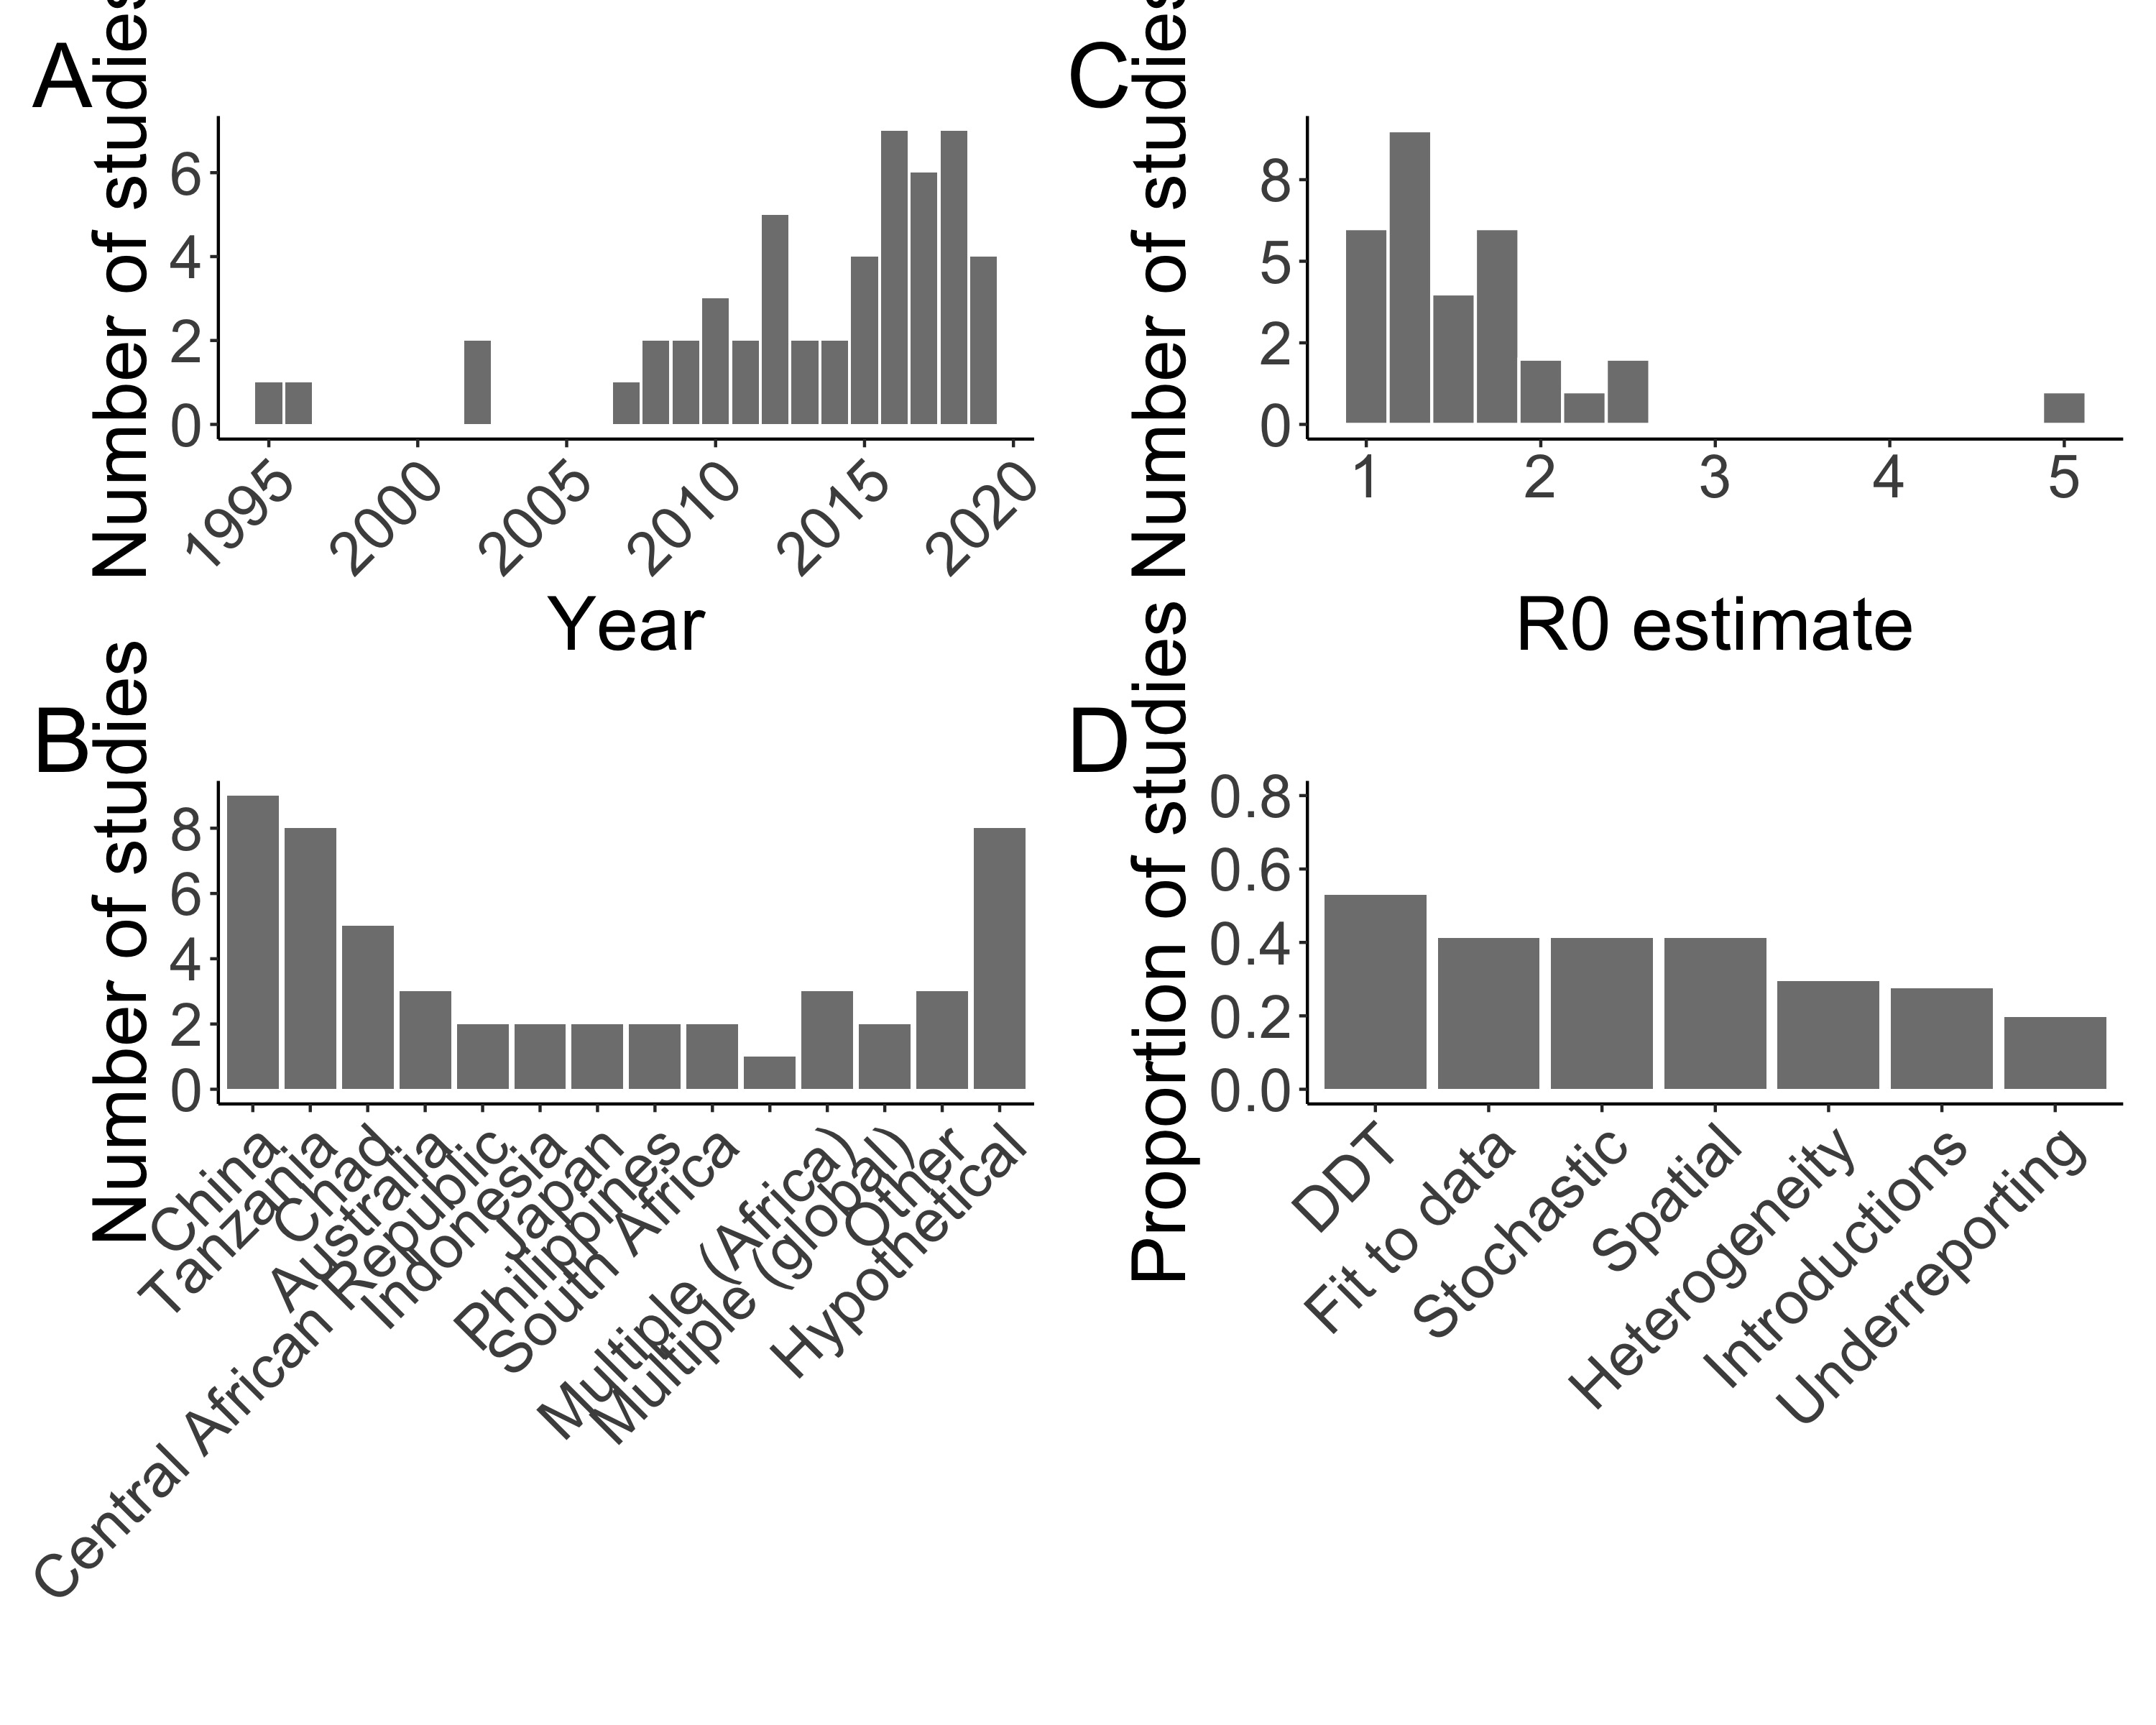 A
Number of studies
6
4
2
0
1995
2000
2005
2010
2015
2020
Year
C
Number of studies
8
5
2
0
1
2
3
4
5
R0 estimate
B
Number of studies
8
6
4
2
0
China
Tanzania
Chad
Australia
Central African Republic
Indonesia
Japan
Philippines
South Africa
Multiple (Africa)
Multiple (global)
Other
Hypothetical
D
Proportion of studies
0.8
0.6
0.4
0.2
0.0
DDT
Fit to data
Stochastic
Spatial
Heterogeneity
Introductions
Underreporting